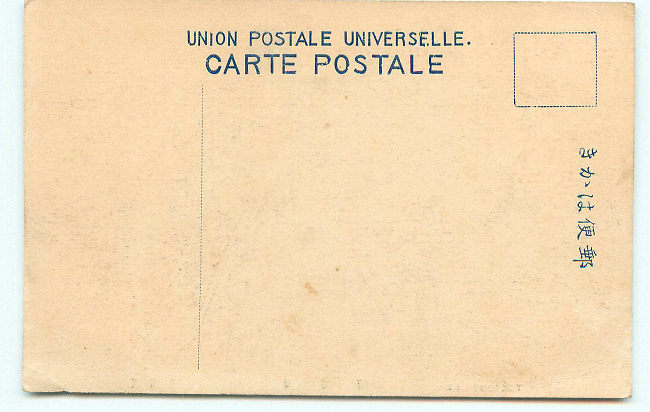 UNION POSTALE UNIVERSELLE.
CARTE POSTALE
郵便はかき